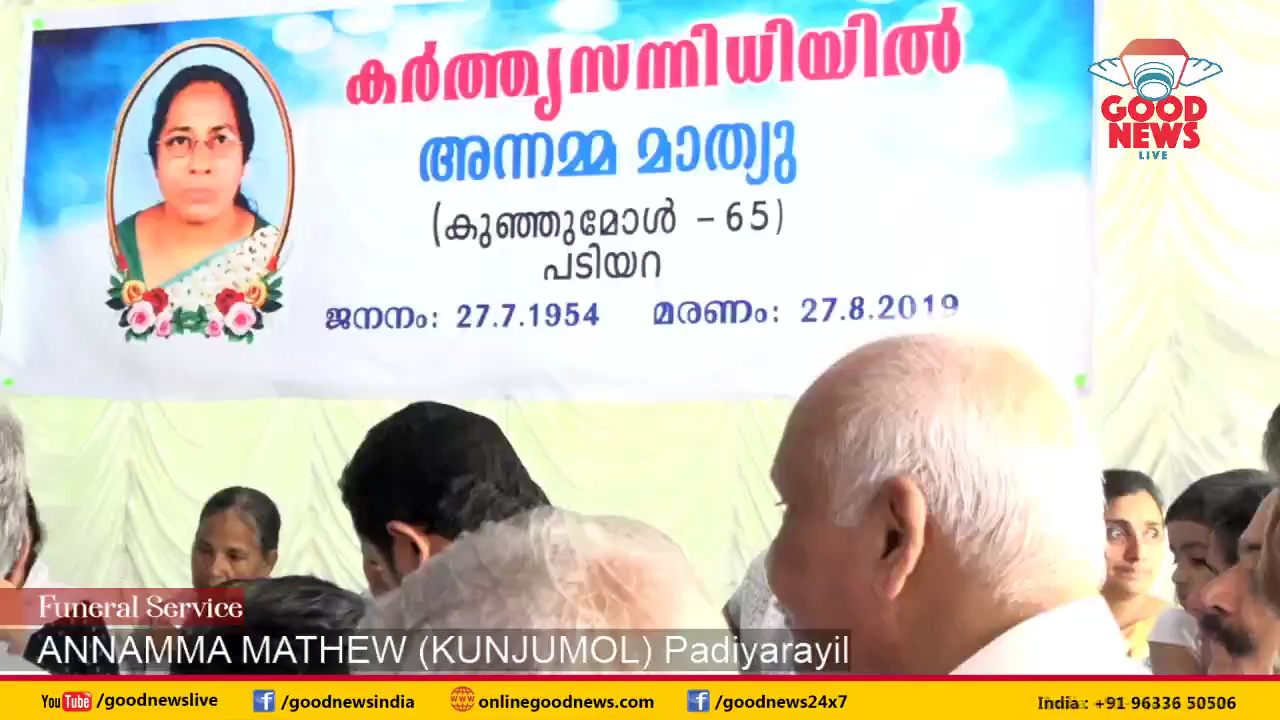 കർത്തൃസന്നിധിയിൽ
അന്നമ്മ മാത്യു
(കുഞ്ഞുമോൾ - 65)
പടിയറ
ജനനം: 27.7.1954 മരണം: 27.8.2019
GOOD
NEWS
LIVE
Funeral Service
ANNAMMA MATHEW (KUNJUMOL) Padiyarayil
YouTube /goodnewslive f /goodnewsindia onlinegoodnews.com f /goodnews24x7 India : +91 96336 50506